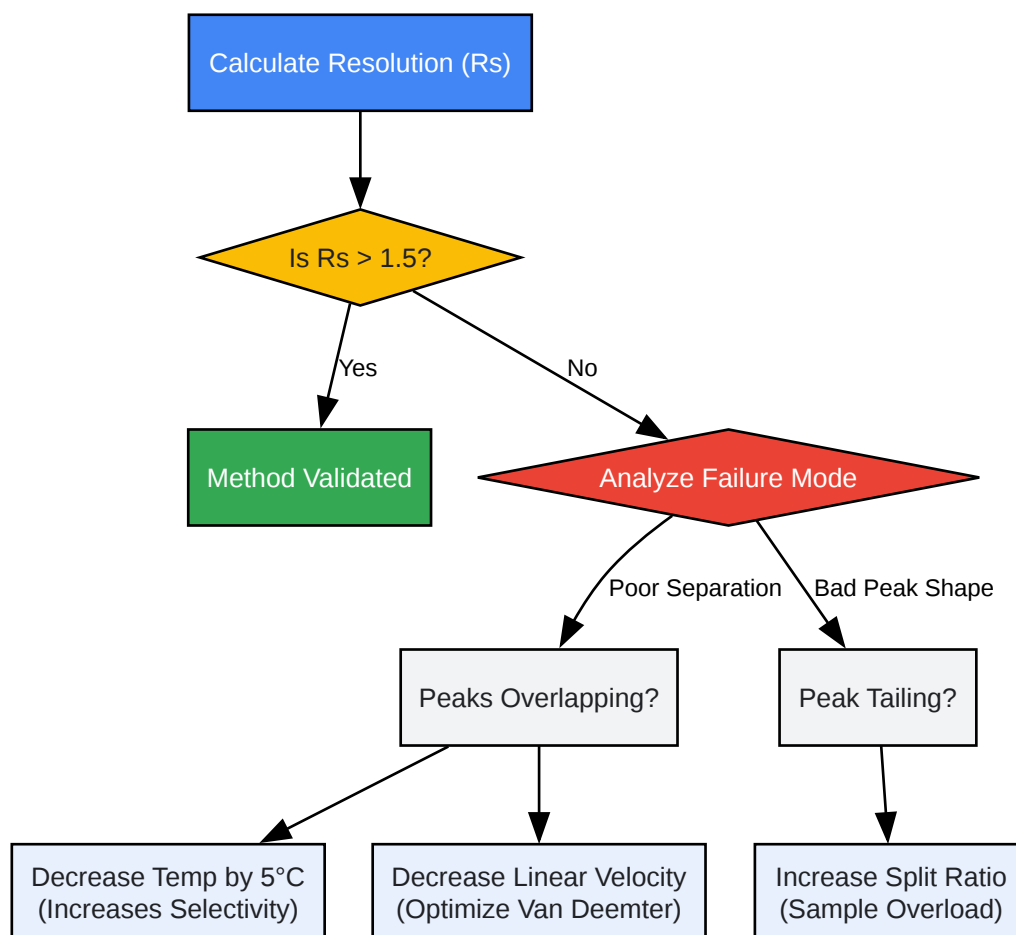 Calculate Resolution (Rs)
Is Rs > 1.5?
Yes
No
Method Validated
Analyze Failure Mode
Poor Separation
Bad Peak Shape
Peaks Overlapping?
Peak Tailing?
Decrease Temp by 5°C
(Increases Selectivity)
Decrease Linear Velocity
(Optimize Van Deemter)
Increase Split Ratio
(Sample Overload)